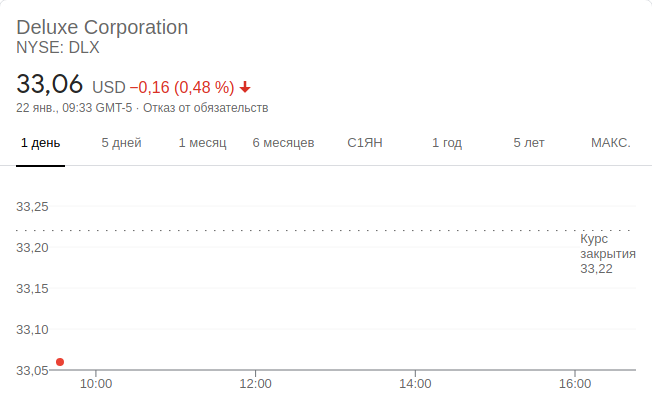 Deluxe Corporation
NYSE: DLX
33,06 USD −0,16 (0,48 %)
22 янв., 09:33 GMT-5 · Отказ от обязательств
1 день 5 дней 1 месяц 6 месяцев С1ЯН 1 год 5 лет МАКС.
33,25
33,20
33,15
33,10
33,05
Курс
закрытия
33,22
10:00 12:00 14:00 16:00